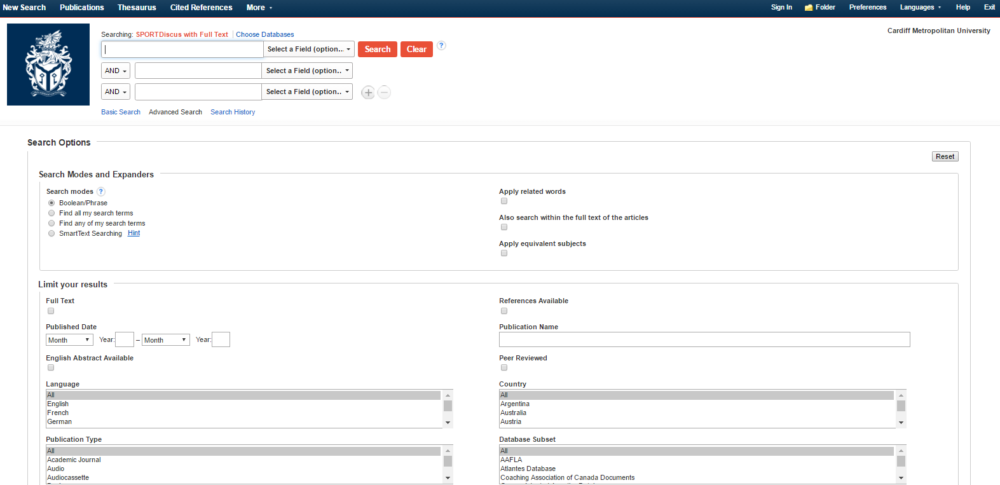 New Search Publications Thesaurus Cited References More Sign In Folder Preferences Languages Help Exit
Cardiff Metropolitan University
Searching: SPORTDiscus with Full Text Choose Databases
Select a Field (option... Search Clear ?
AND Select a Field (option..
AND Select a Field (option..
Basic Search Advanced Search Search History
Search Options
Reset
Search Modes and Expanders
Search modes ?
Boolean/Phrase
Find all my search terms
Find any of my search terms
SmartText Searching Hint
Apply related words
Also search within the full text of the articles
Apply equivalent subjects
Limit your results
Full Text
References Available
Published Date
Month Year: – Month Year:
Publication Name
English Abstract Available
Peer Reviewed
Language
All
English
French
German
Country
All
Argentina
Australia
Austria
Publication Type
All
Academic Journal
Audio
Audiocassette
Database Subset
All
AAFLA
Atlantes Database
Coaching Association of Canada Documents